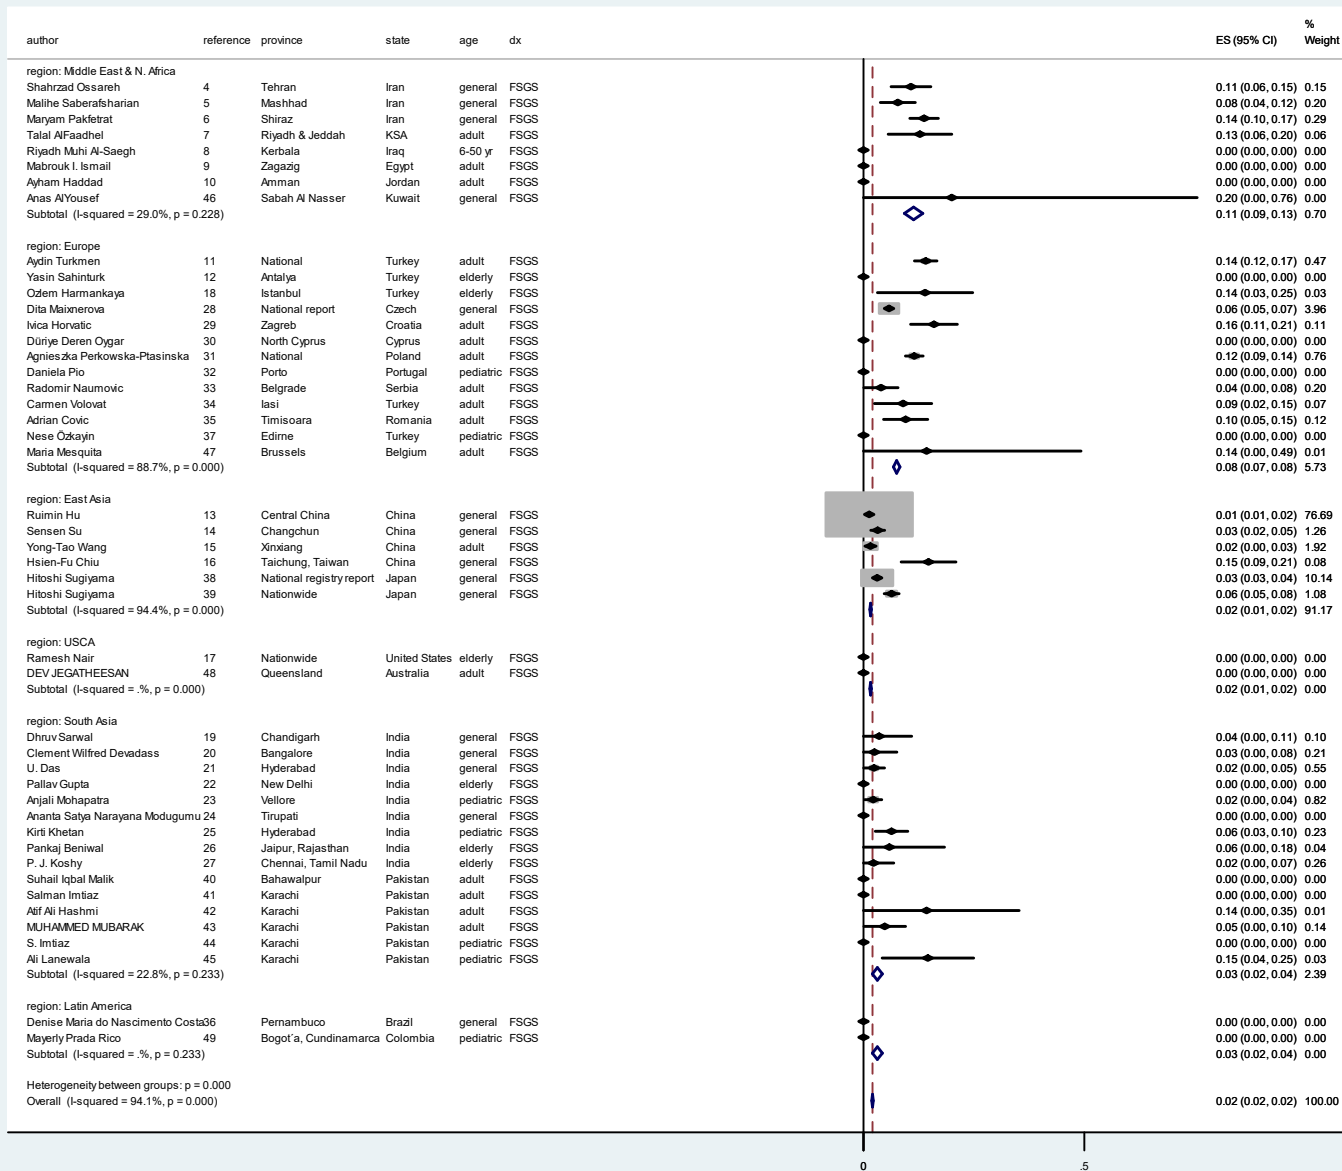 %
author reference province state age dx ES (95% CI) Weight
region: Middle East & N. Africa
Shahrzad Ossareh 4 Tehran Iran general FSGS 0.11 (0.06, 0.15) 0.15
Malihe Saberafsharian 5 Mashhad Iran general FSGS 0.08 (0.04, 0.12) 0.20
Maryam Pakfetrat 6 Shiraz Iran general FSGS 0.14 (0.10, 0.17) 0.29
Talal AlFaadhel 7 Riyadh & Jeddah KSA adult FSGS 0.13 (0.06, 0.20) 0.06
Riyadh Muhi Al-Saegh 8 Kerbala Iraq 6-50 yr FSGS 0.00 (0.00, 0.00) 0.00
Mabrouk I. Ismail 9 Zagazig Egypt adult FSGS 0.00 (0.00, 0.00) 0.00
Ayham Haddad 10 Amman Jordan adult FSGS 0.00 (0.00, 0.00) 0.00
Anas AlYousef 46 Sabah Al Nasser Kuwait general FSGS 0.20 (0.00, 0.76) 0.00
Subtotal (I-squared = 29.0%, p = 0.228) 0.11 (0.09, 0.13) 0.70
region: Europe
Aydin Turkmen 11 National Turkey adult FSGS 0.14 (0.12, 0.17) 0.47
Yasin Sahinturk 12 Antalya Turkey elderly FSGS 0.00 (0.00, 0.00) 0.00
Ozlem Harmankaya 18 Istanbul Turkey elderly FSGS 0.14 (0.03, 0.25) 0.03
Dita Maixnerova 28 National report Czech general FSGS 0.06 (0.05, 0.07) 3.96
Ivica Horvatic 29 Zagreb Croatia adult FSGS 0.16 (0.11, 0.21) 0.11
Düriye Deren Oygar 30 North Cyprus Cyprus adult FSGS 0.00 (0.00, 0.00) 0.00
Agnieszka Perkowska-Ptasinska 31 National Poland adult FSGS 0.12 (0.09, 0.14) 0.76
Daniela Pio 32 Porto Portugal pediatric FSGS 0.00 (0.00, 0.00) 0.00
Radomir Naumovic 33 Belgrade Serbia adult FSGS 0.04 (0.00, 0.08) 0.20
Carmen Volovat 34 Iasi Turkey adult FSGS 0.09 (0.02, 0.15) 0.07
Adrian Covic 35 Timisoara Romania adult FSGS 0.10 (0.05, 0.15) 0.12
Nese Özkayin 37 Edirne Turkey pediatric FSGS 0.00 (0.00, 0.00) 0.00
Maria Mesquita 47 Brussels Belgium adult FSGS 0.14 (0.00, 0.49) 0.01
Subtotal (I-squared = 88.7%, p = 0.000) 0.08 (0.07, 0.08) 5.73
region: East Asia
Ruimin Hu 13 Central China China general FSGS 0.01 (0.01, 0.02) 76.69
Sensen Su 14 Changchun China general FSGS 0.03 (0.02, 0.05) 1.26
Yong-Tao Wang 15 Xinxiang China adult FSGS 0.02 (0.00, 0.03) 1.92
Hsien-Fu Chiu 16 Taichung, Taiwan China general FSGS 0.15 (0.09, 0.21) 0.08
Hitoshi Sugiyama 38 National registry report Japan general FSGS 0.03 (0.03, 0.04) 10.14
Hitoshi Sugiyama 39 Nationwide Japan general FSGS 0.06 (0.05, 0.08) 1.08
Subtotal (I-squared = 94.4%, p = 0.000) 0.02 (0.01, 0.02) 91.17
region: USCA
Ramesh Nair 17 Nationwide United States elderly FSGS 0.00 (0.00, 0.00) 0.00
DEV JEGATHEESAN 48 Queensland Australia adult FSGS 0.00 (0.00, 0.00) 0.00
Subtotal (I-squared = .%, p = 0.000) 0.02 (0.01, 0.02) 0.00
region: South Asia
Dhruv Sarwal 19 Chandigarh India general FSGS 0.04 (0.00, 0.11) 0.10
Clement Wilfred Devadass 20 Bangalore India general FSGS 0.03 (0.00, 0.08) 0.21
U. Das 21 Hyderabad India general FSGS 0.02 (0.00, 0.05) 0.55
Pallav Gupta 22 New Delhi India elderly FSGS 0.00 (0.00, 0.00) 0.00
Anjali Mohapatra 23 Vellore India pediatric FSGS 0.02 (0.00, 0.04) 0.82
Ananta Satya Narayana Modugumu 24 Tirupati India general FSGS 0.00 (0.00, 0.00) 0.00
Kirti Khetan 25 Hyderabad India pediatric FSGS 0.06 (0.03, 0.10) 0.23
Pankaj Beniwal 26 Jaipur, Rajasthan India elderly FSGS 0.06 (0.00, 0.18) 0.04
P. J. Koshy 27 Chennai, Tamil Nadu India elderly FSGS 0.02 (0.00, 0.07) 0.26
Suhail Iqbal Malik 40 Bahawalpur Pakistan adult FSGS 0.00 (0.00, 0.00) 0.00
Salman Imtiaz 41 Karachi Pakistan adult FSGS 0.00 (0.00, 0.00) 0.00
Atif Ali Hashmi 42 Karachi Pakistan adult FSGS 0.14 (0.00, 0.35) 0.01
MUHAMMED MUBARAK 43 Karachi Pakistan adult FSGS 0.05 (0.00, 0.10) 0.14
S. Imtiaz 44 Karachi Pakistan pediatric FSGS 0.00 (0.00, 0.00) 0.00
Ali Lanewala 45 Karachi Pakistan pediatric FSGS 0.15 (0.04, 0.25) 0.03
Subtotal (I-squared = 22.8%, p = 0.233) 0.03 (0.02, 0.04) 2.39
region: Latin America
Denise Maria do Nascimento Costa 36 Pernambuco Brazil general FSGS 0.00 (0.00, 0.00) 0.00
Mayerly Prada Rico 49 Bogot´a, Cundinamarca Colombia pediatric FSGS 0.00 (0.00, 0.00) 0.00
Subtotal (I-squared = .%, p = 0.233) 0.03 (0.02, 0.04) 0.00
Heterogeneity between groups: p = 0.000
Overall (I-squared = 94.1%, p = 0.000) 0.02 (0.02, 0.02) 100.00
0 .5